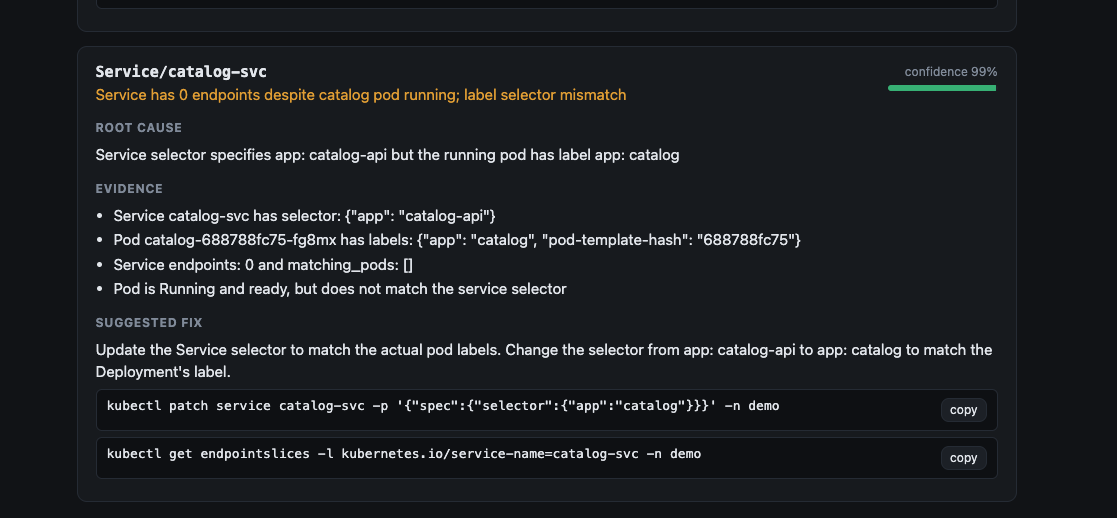 Service/catalog-svc
confidence 99%
Service has 0 endpoints despite catalog pod running; label selector mismatch
ROOT CAUSE
Service selector specifies app: catalog-api but the running pod has label app: catalog
EVIDENCE
• Service catalog-svc has selector: {"app": "catalog-api"}
• Pod catalog-688788fc75-fg8mx has labels: {"app": "catalog", "pod-template-hash": "688788fc75"}
• Service endpoints: 0 and matching_pods: []
• Pod is Running and ready, but does not match the service selector
SUGGESTED FIX
Update the Service selector to match the actual pod labels. Change the selector from app: catalog-api to app: catalog to match the
Deployment's label.
kubectl patch service catalog-svc -p '{"spec":{"selector":{"app":"catalog"}}}' -n demo
copy
kubectl get endpointslices -l kubernetes.io/service-name=catalog-svc -n demo
copy